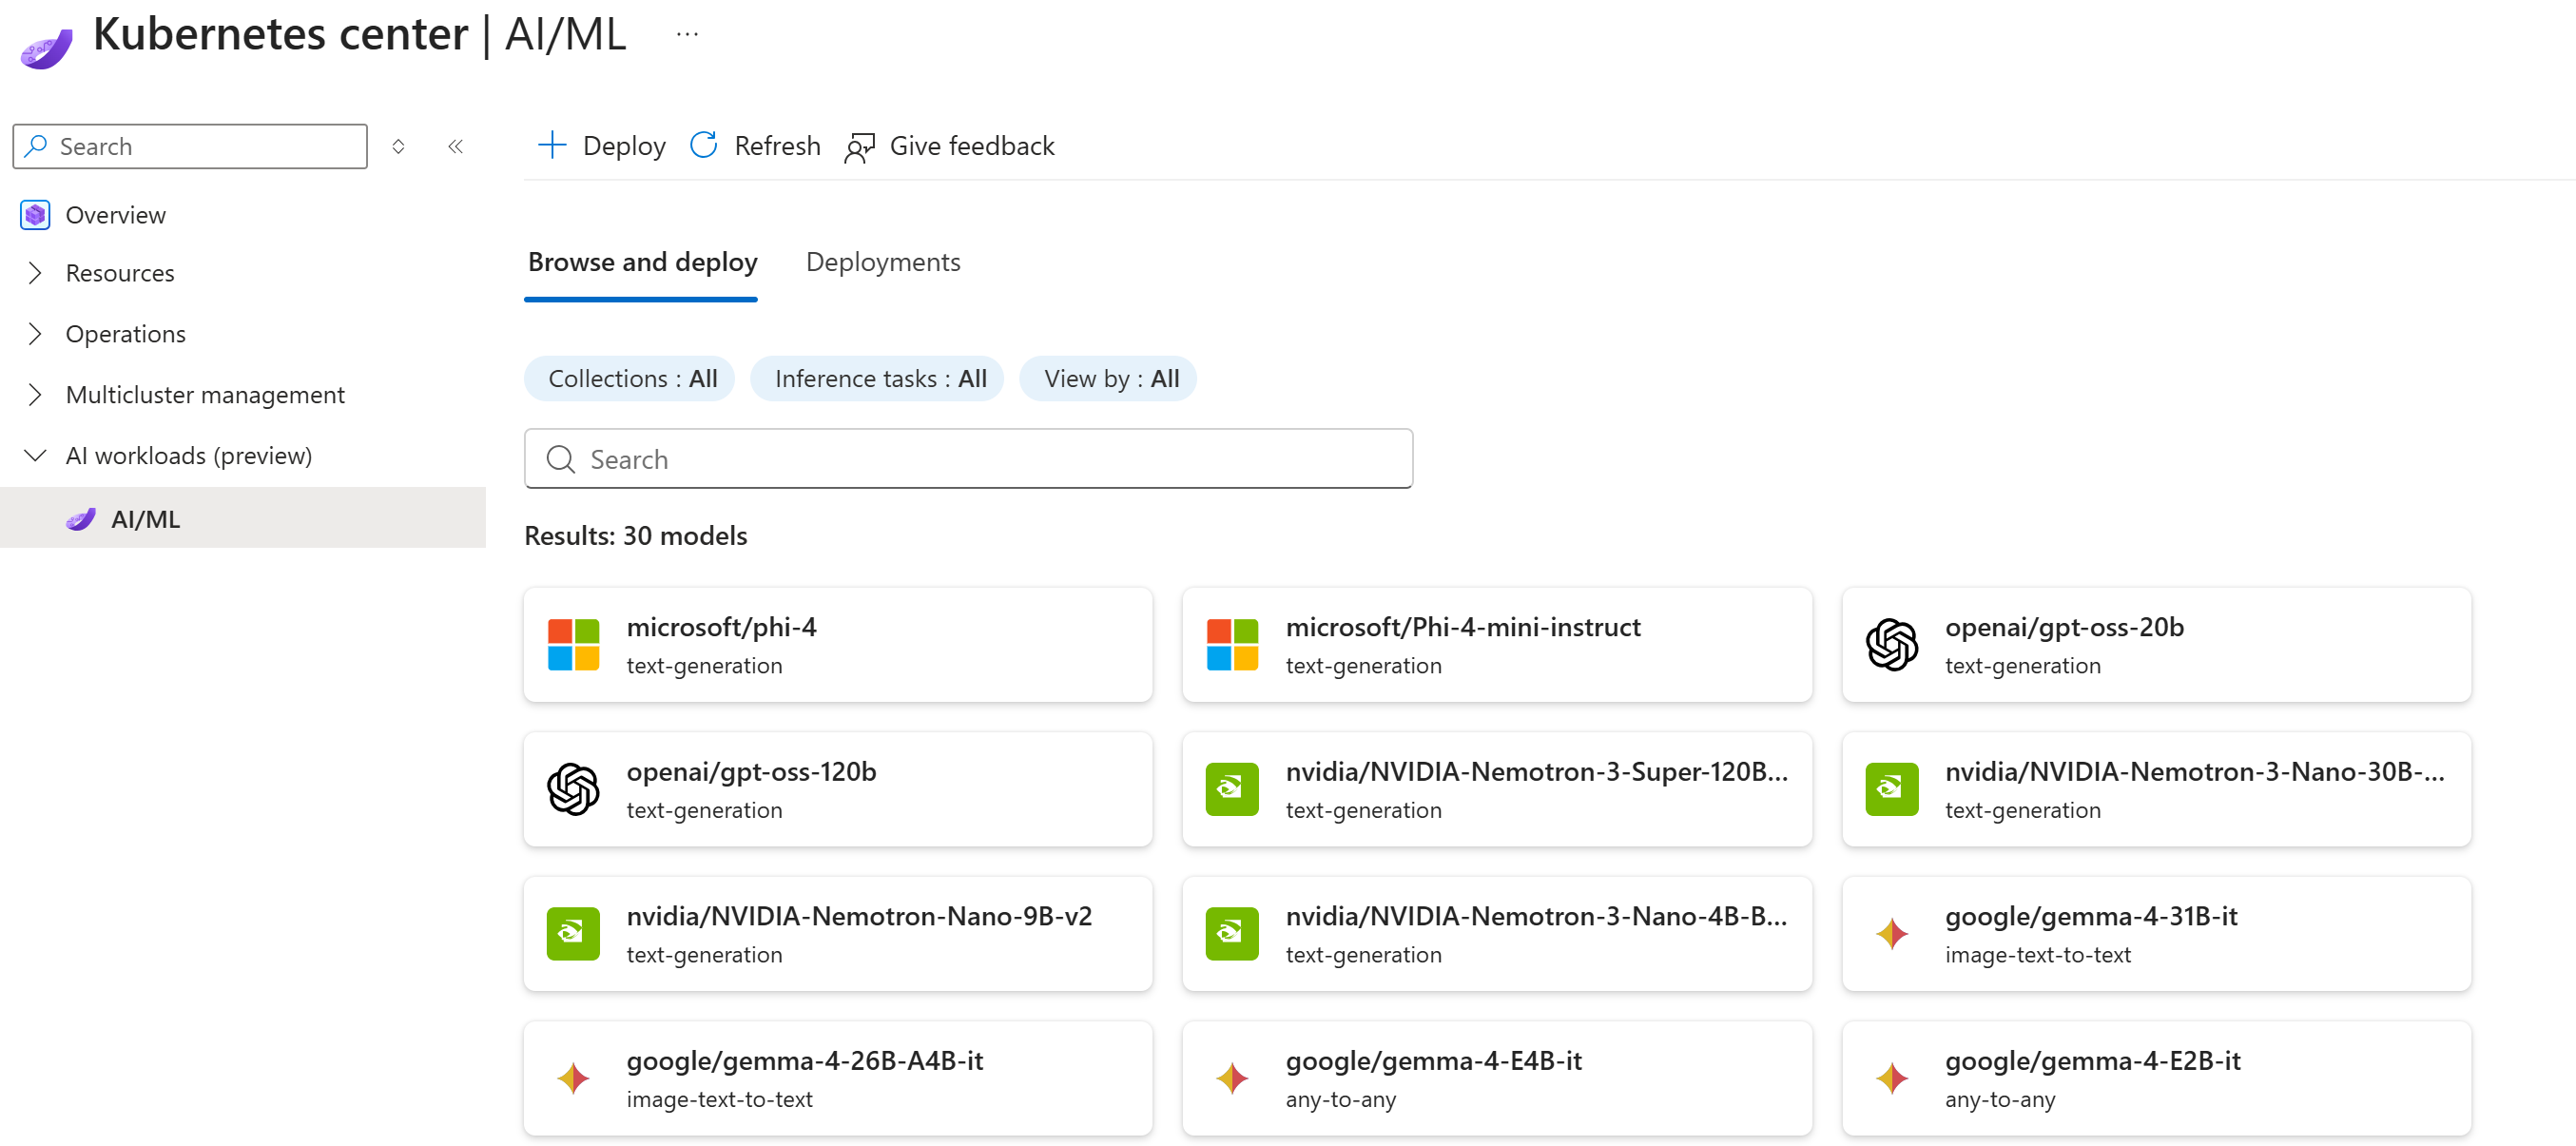 Kubernetes center | AI/ML ...
Search
Overview
Resources
Operations
Multicluster management
AI workloads (preview)
AI/ML
Deploy Refresh Give feedback
Browse and deploy Deployments
Collections : All Inference tasks : All View by : All
Search
Results: 30 models
microsoft/phi-4
text-generation
microsoft/Phi-4-mini-instruct
text-generation
openai/gpt-oss-20b
text-generation
openai/gpt-oss-120b
text-generation
nvidia/NVIDIA-Nemotron-3-Super-120B...
text-generation
nvidia/NVIDIA-Nemotron-3-Nano-30B-...
text-generation
nvidia/NVIDIA-Nemotron-Nano-9B-v2
text-generation
nvidia/NVIDIA-Nemotron-3-Nano-4B-B...
text-generation
google/gemma-4-31B-it
image-text-to-text
google/gemma-4-26B-A4B-it
image-text-to-text
google/gemma-4-E4B-it
any-to-any
google/gemma-4-E2B-it
any-to-any